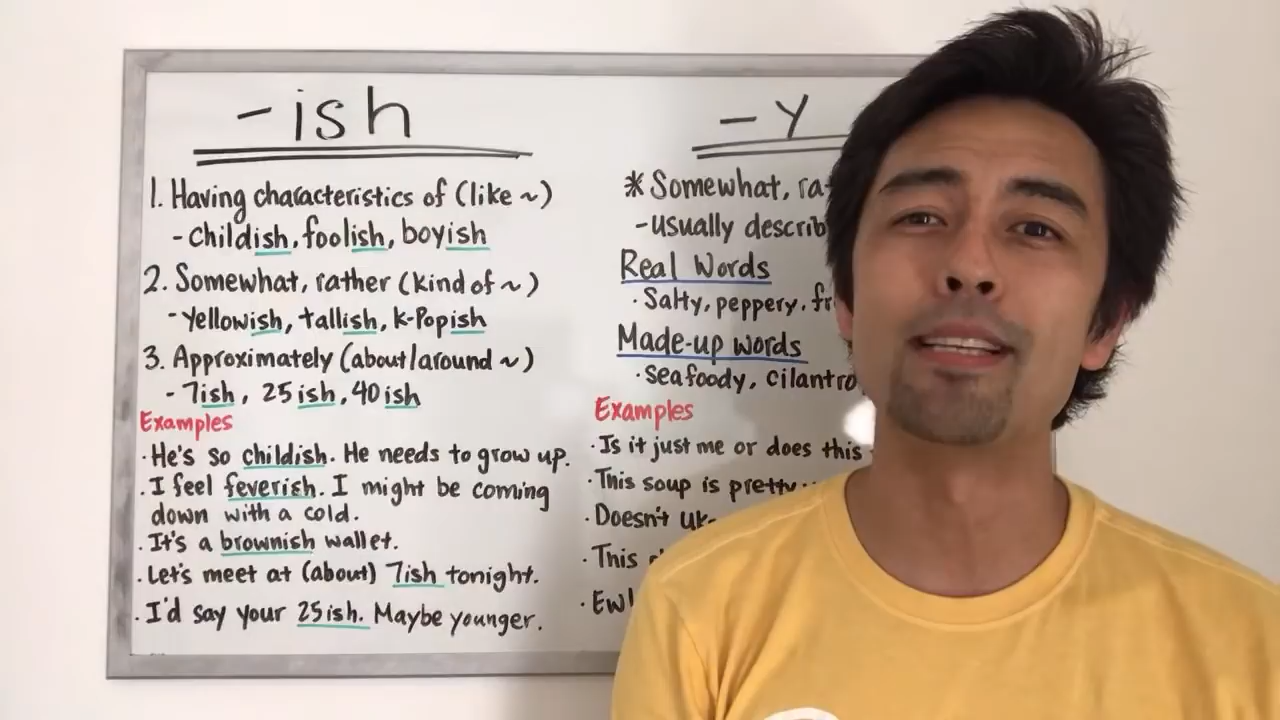 -ish
1. Having characteristics of (like ~)
- childish, foolish, boyish
2. Somewhat, rather (kind of ~)
- yellowish, tallish, K-Popish
3. Approximately (about/around ~)
- 7ish, 25ish, 40ish
Examples
· He's so childish. He needs to grow up.
· I feel feverish. I might be coming
down with a cold.
· It's a brownish wallet.
· Let's meet at (about) 7ish tonight.
· I'd say your 25ish. Maybe younger.
-y
* Somewhat,
- usually
Real Words
· Salty, peppery,
Made-up words
· Seafoody,
Examples
· Is it just me or does this
· This soup is pretty
· Doesn't
· This